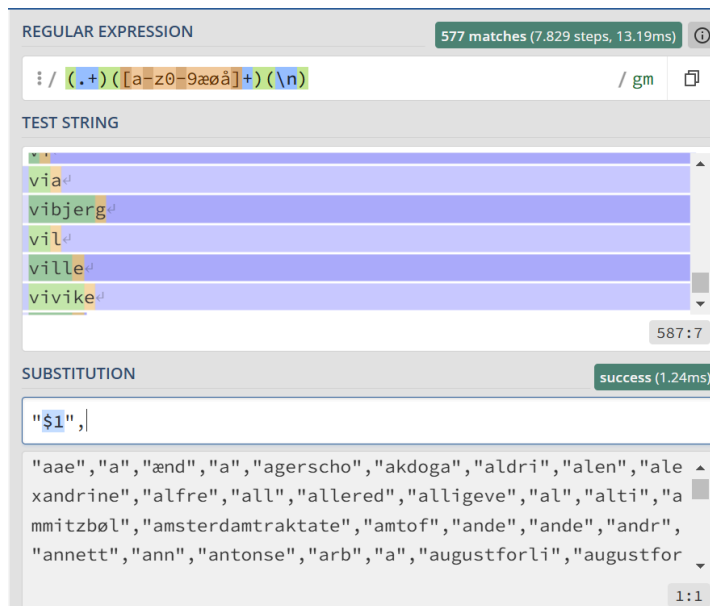 REGULAR EXPRESSION
577 matches (7.829 steps, 13.19ms)
/ (.+)([a-z0-9æøå]+)(\n) / gm
TEST STRING
via
vibjerg
vil
ville
vivike
587:7
SUBSTITUTION
success (1.24ms)
"$1",
"aae","a","ænd","a","agerscho","akdoga","aldri","alen","ale
xandrine","alfre","all","allered","alligeve","al","alti","a
mmitzbøl","amsterdamtraktate","amtof","ande","ande","andr",
"annett","ann","antonse","arb","a","augustforli","augustfor
1:1